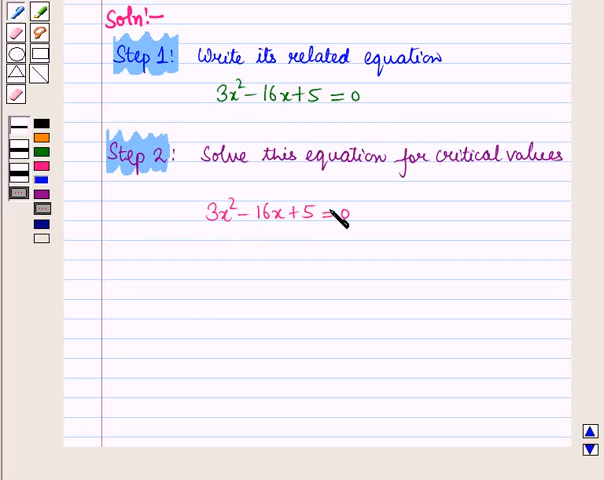 Soln:-
Step 1: Write its related equation
3x² - 16x + 5 = 0
Step 2: Solve this equation for critical values
3x² - 16x + 5 = 0